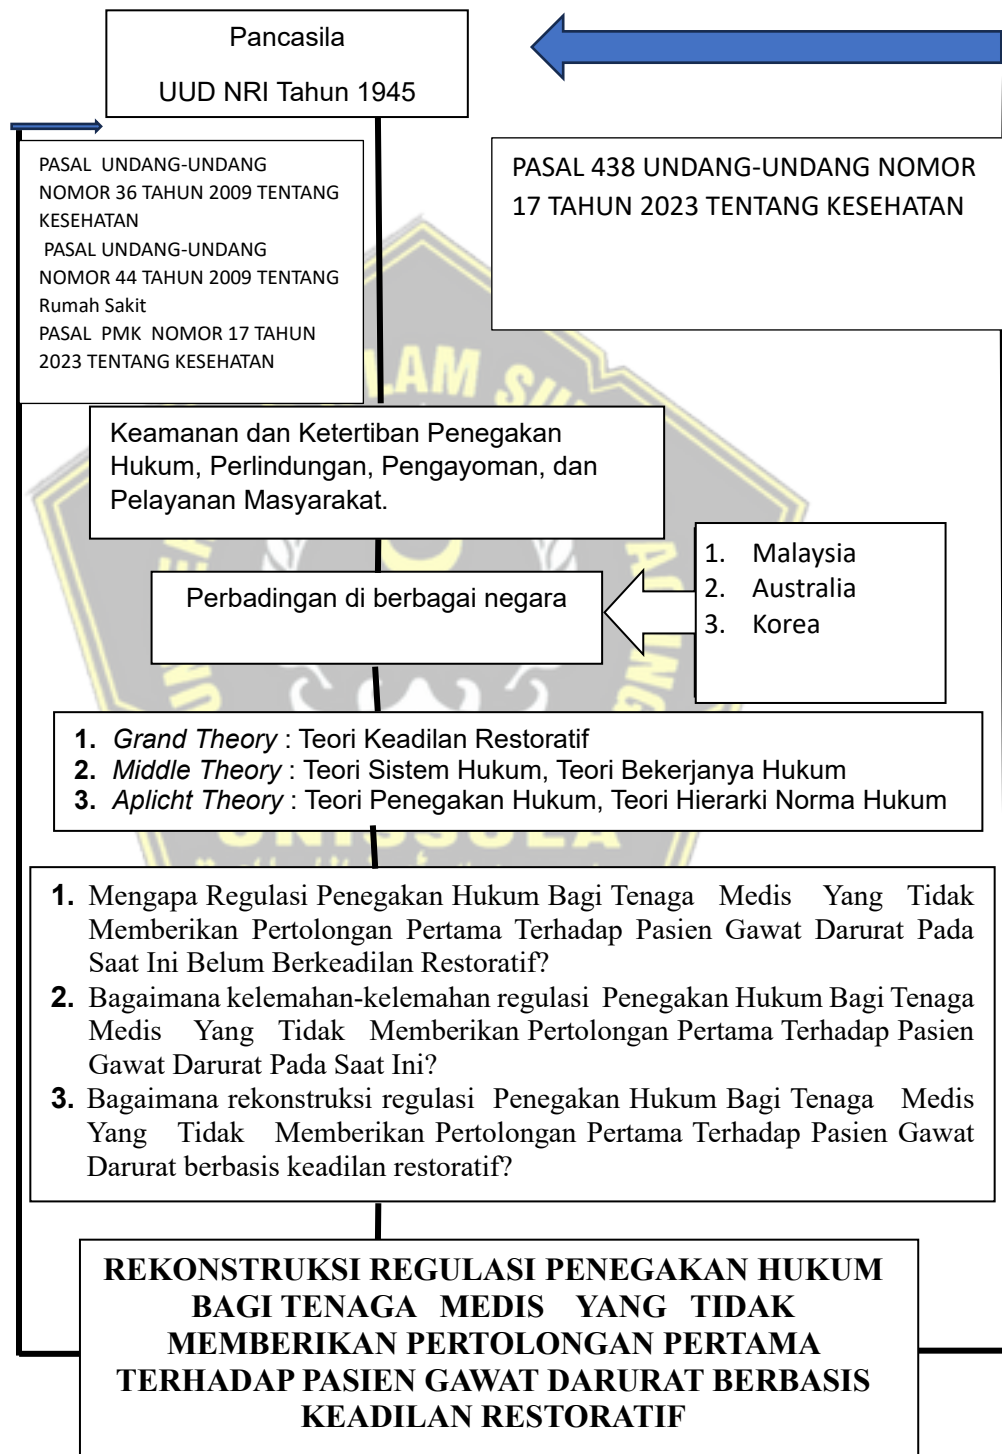 Pancasila
UUD NRI Tahun 1945
PASAL UNDANG-UNDANG
NOMOR 36 TAHUN 2009 TENTANG
KESEHATAN
PASAL UNDANG-UNDANG
NOMOR 44 TAHUN 2009 TENTANG
Rumah Sakit
PASAL PMK NOMOR 17 TAHUN
2023 TENTANG KESEHATAN
PASAL 438 UNDANG-UNDANG NOMOR
17 TAHUN 2023 TENTANG KESEHATAN
Keamanan dan Ketertiban Penegakan
Hukum, Perlindungan, Pengayoman, dan
Pelayanan Masyarakat.
Perbadingan di berbagai negara
1. Malaysia
2. Australia
3. Korea
1. Grand Theory : Teori Keadilan Restoratif
2. Middle Theory : Teori Sistem Hukum, Teori Bekerjanya Hukum
3. Aplicht Theory : Teori Penegakan Hukum, Teori Hierarki Norma Hukum
UNISSULA
1. Mengapa Regulasi Penegakan Hukum Bagi Tenaga Medis Yang Tidak
Memberikan Pertolongan Pertama Terhadap Pasien Gawat Darurat Pada
Saat Ini Belum Berkeadilan Restoratif?
2. Bagaimana kelemahan-kelemahan regulasi Penegakan Hukum Bagi Tenaga
Medis Yang Tidak Memberikan Pertolongan Pertama Terhadap Pasien
Gawat Darurat Pada Saat Ini?
3. Bagaimana rekonstruksi regulasi Penegakan Hukum Bagi Tenaga Medis
Yang Tidak Memberikan Pertolongan Pertama Terhadap Pasien Gawat
Darurat berbasis keadilan restoratif?
REKONSTRUKSI REGULASI PENEGAKAN HUKUM
BAGI TENAGA MEDIS YANG TIDAK
MEMBERIKAN PERTOLONGAN PERTAMA
TERHADAP PASIEN GAWAT DARURAT BERBASIS
KEADILAN RESTORATIF